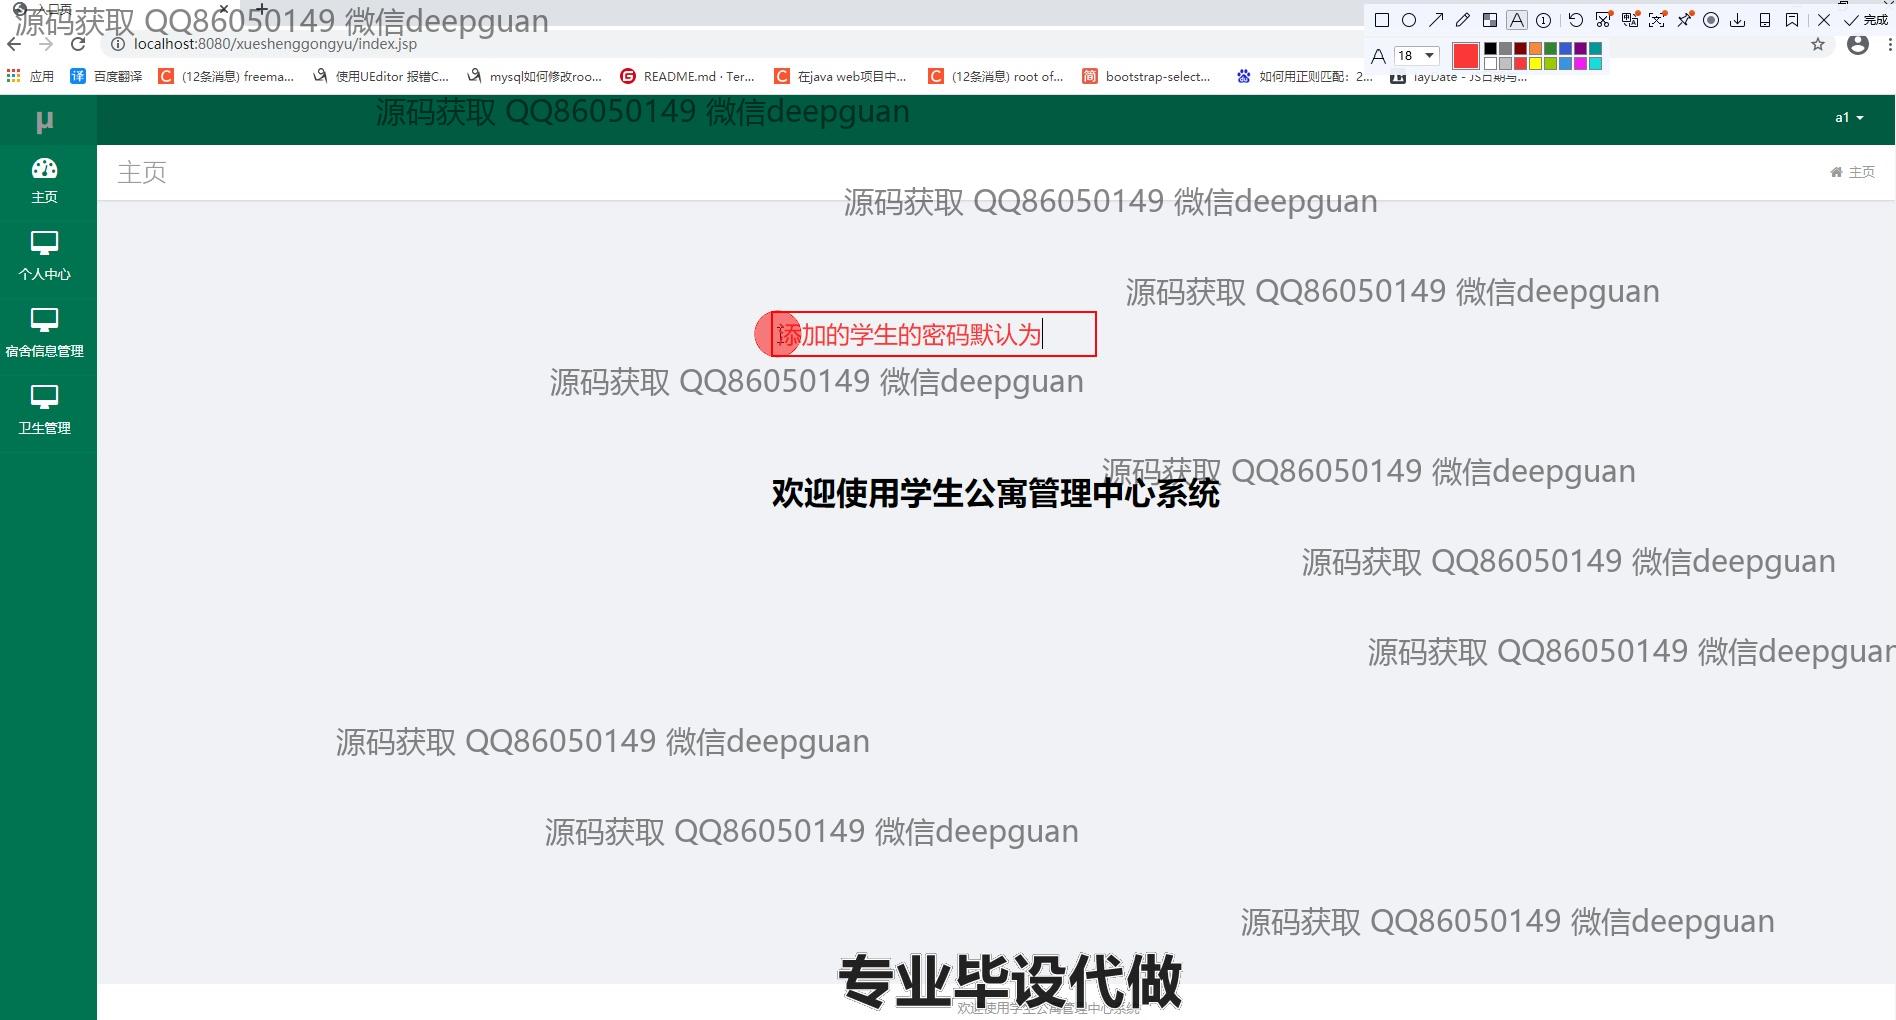 入口页
源码获取 QQ86050149 微信deepguan
完成
localhost:8080/xueshenggongyu/index.jsp
18
应用
百度翻译
(12条消息) freema...
使用UEditor 报错C...
mysql如何修改roo...
README.md · Ter...
在java web项目中...
(12条消息) root of...
bootstrap-select...
如何用正则匹配：2...
layDate - JS日期与...
源码获取 QQ86050149 微信deepguan
μ
a1
主页
主页
主页
源码获取 QQ86050149 微信deepguan
个人中心
源码获取 QQ86050149 微信deepguan
添加的学生的密码默认为
宿舍信息管理
源码获取 QQ86050149 微信deepguan
卫生管理
源码获取 QQ86050149 微信deepguan
欢迎使用学生公寓管理中心系统
源码获取 QQ86050149 微信deepguan
源码获取 QQ86050149 微信deepguan
源码获取 QQ86050149 微信deepguan
源码获取 QQ86050149 微信deepguan
源码获取 QQ86050149 微信deepguan
专业毕设代做
欢迎使用学生公寓管理中心系统